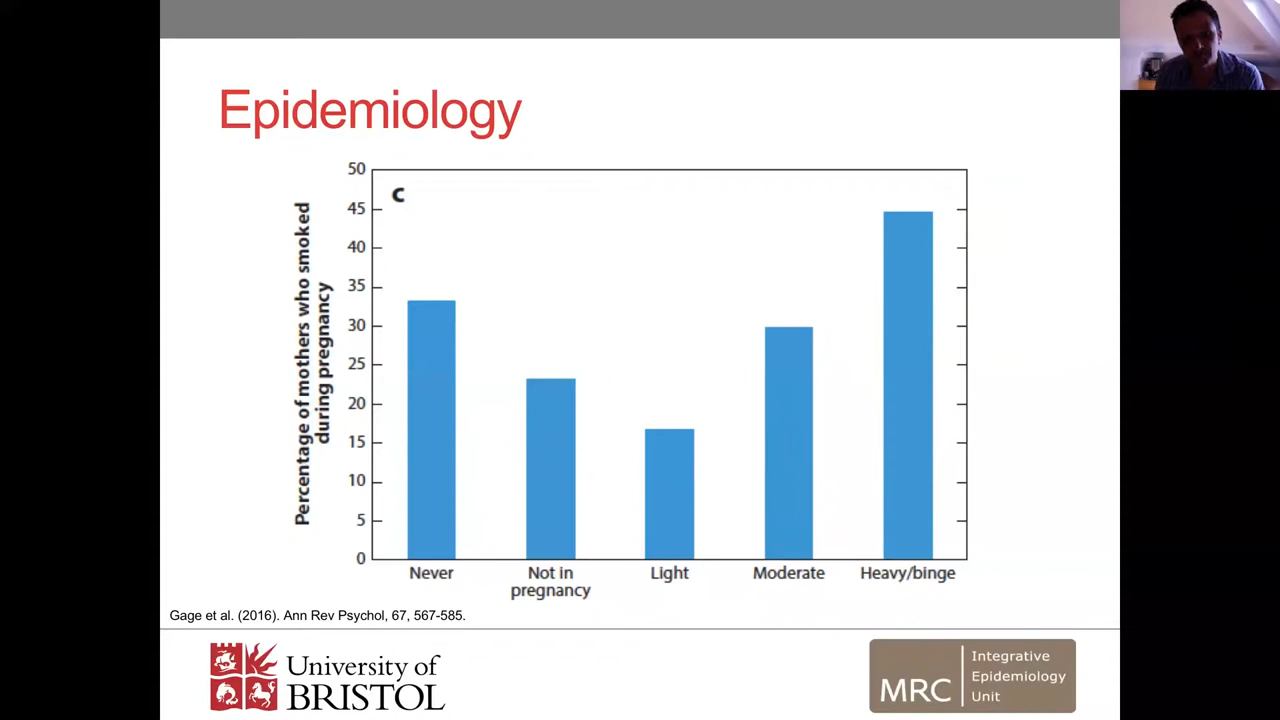 Epidemiology
Percentage of mothers who smoked
during pregnancy
C
50
45
40
35
30
25
20
15
10
5
0
Never
Not in
pregnancy
Light
Moderate
Heavy/binge
Gage et al. (2016). Ann Rev Psychol, 67, 567-585.
University of
BRISTOL
MRC
Integrative
Epidemiology
Unit